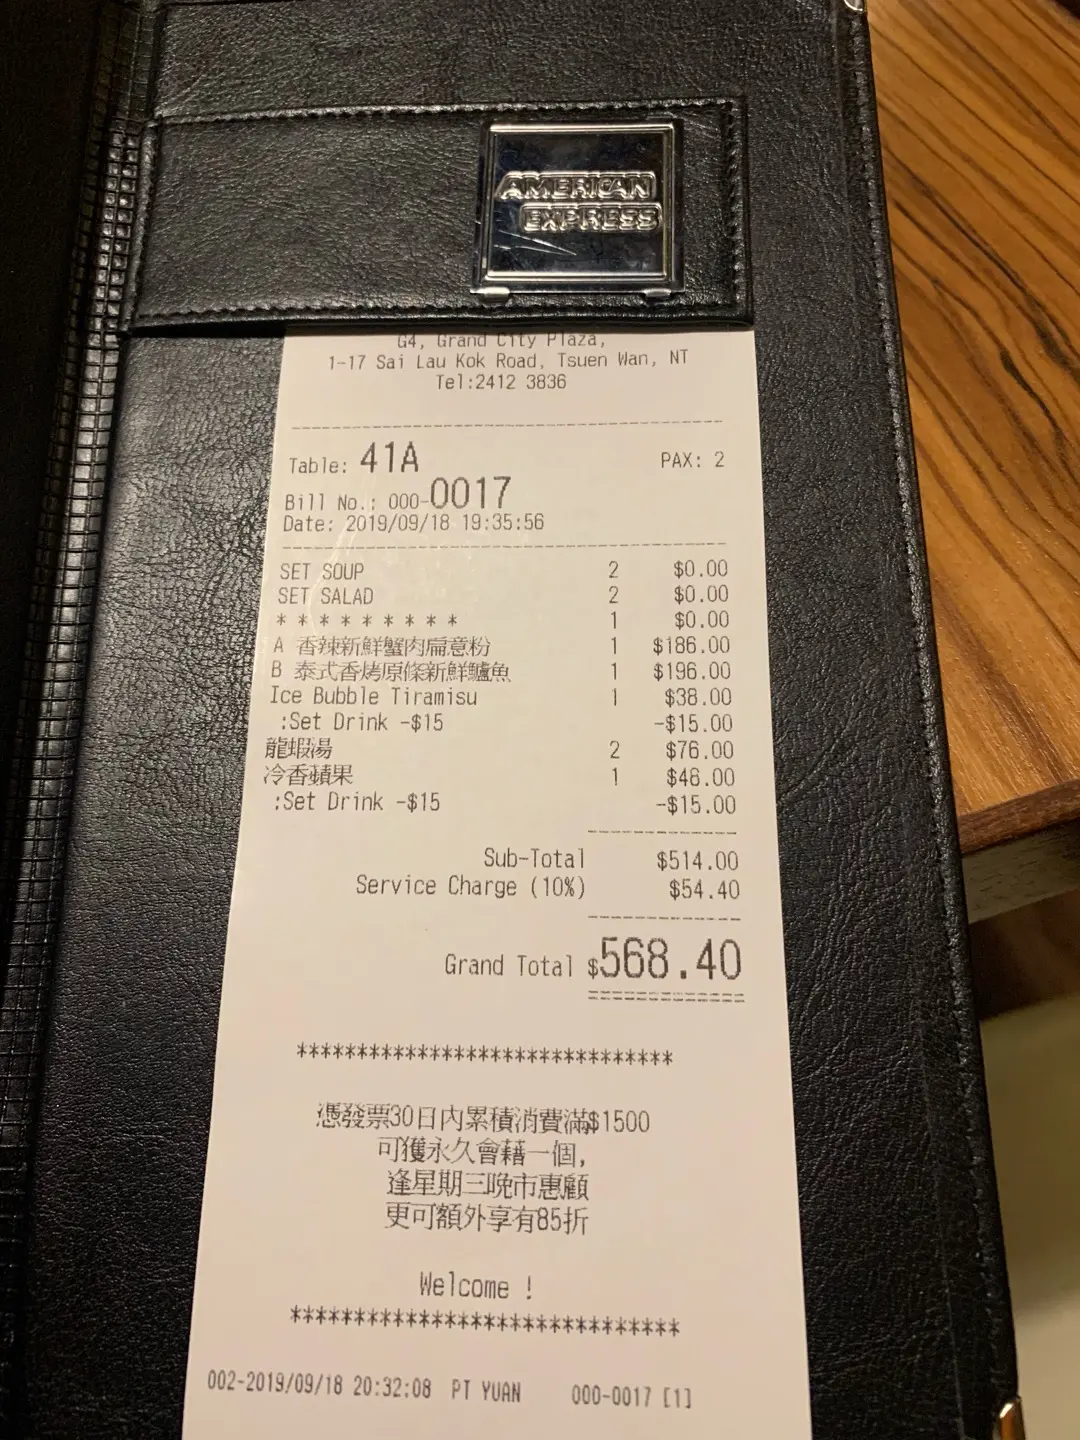 AMERICAN
EXPRESS
G4, Grand City Plaza,
1-17 Sai Lau Kok Road, Tsuen Wan, NT
Tel:2412 3836
Table: 41A PAX: 2
Bill No.: 000-0017
Date: 2019/09/18 19:35:56
SET SOUP 2 $0.00
SET SALAD 2 $0.00
* * * * * * * * * 1 $0.00
A 香辣新鮮蟹肉扁意粉 1 $186.00
B 泰式香烤原條新鮮鱸魚 1 $196.00
Ice Bubble Tiramisu 1 $38.00
:Set Drink -$15 -$15.00
龍蝦湯 2 $76.00
冷香蘋果 1 $48.00
:Set Drink -$15 -$15.00
Sub-Total $514.00
Service Charge (10%) $54.40
Grand Total $568.40
*******************************
憑發票30日內累積消費滿$1500
可獲永久會藉一個,
逢星期三晚市惠顧
更可額外享有85折
Welcome !
*******************************
002-2019/09/18 20:32:08 PT YUAN 000-0017 [1]